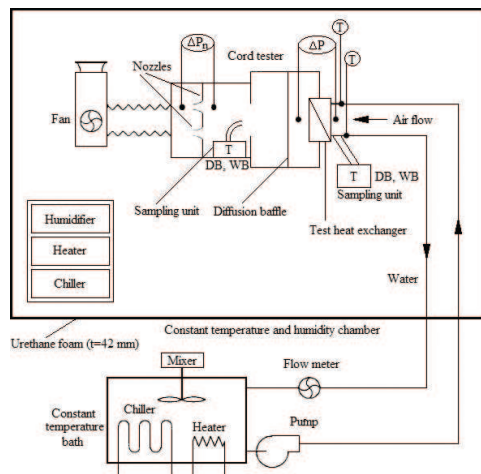 ΔPn
Cord tester
ΔP
T
T
Nozzles
Fan
Air flow
T
DB, WB
Sampling unit
Diffusion baffle
T
DB, WB
Sampling unit
Test heat exchanger
Humidifier
Heater
Chiller
Water
Urethane foam (t=42 mm)
Constant temperature and humidity chamber
Mixer
Flow meter
Constant
temperature
bath
Chiller
Heater
Pump